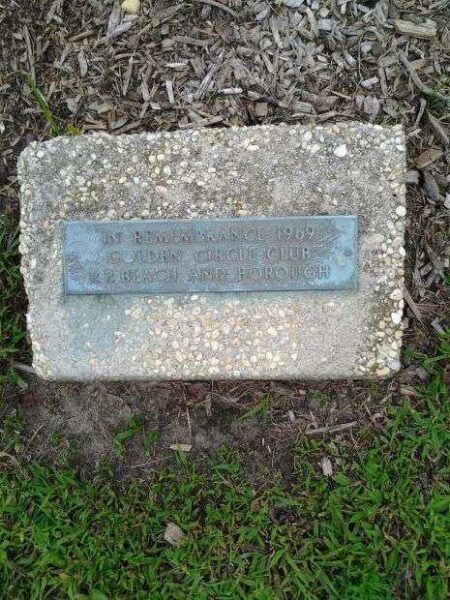 IN REMEMBRANCE 1969
GOLDEN CIRCLE CLUB
P.P. BEACH AND BOROUGH